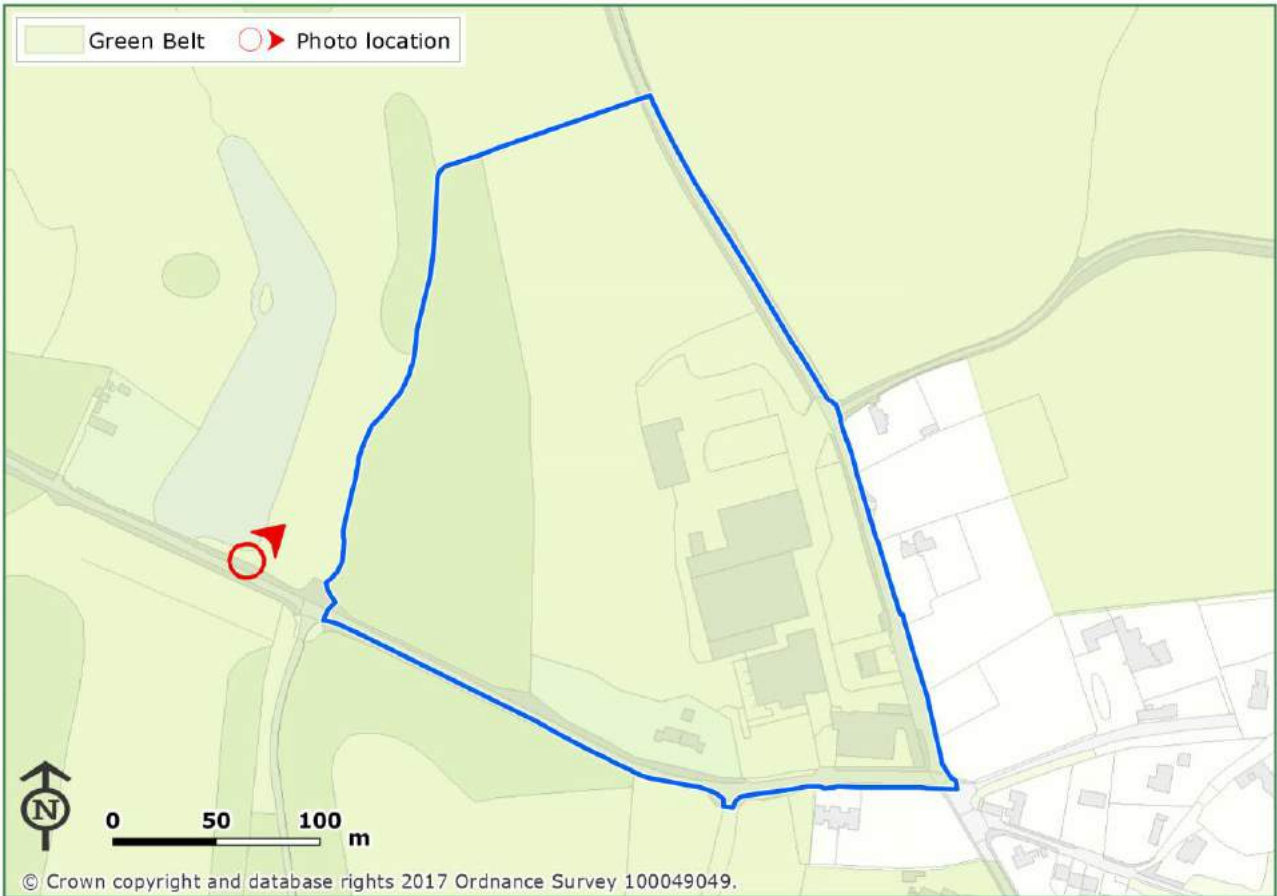 Green Belt Photo location
N
0 50 100 m
© Crown copyright and database rights 2017 Ordnance Survey 100049049.